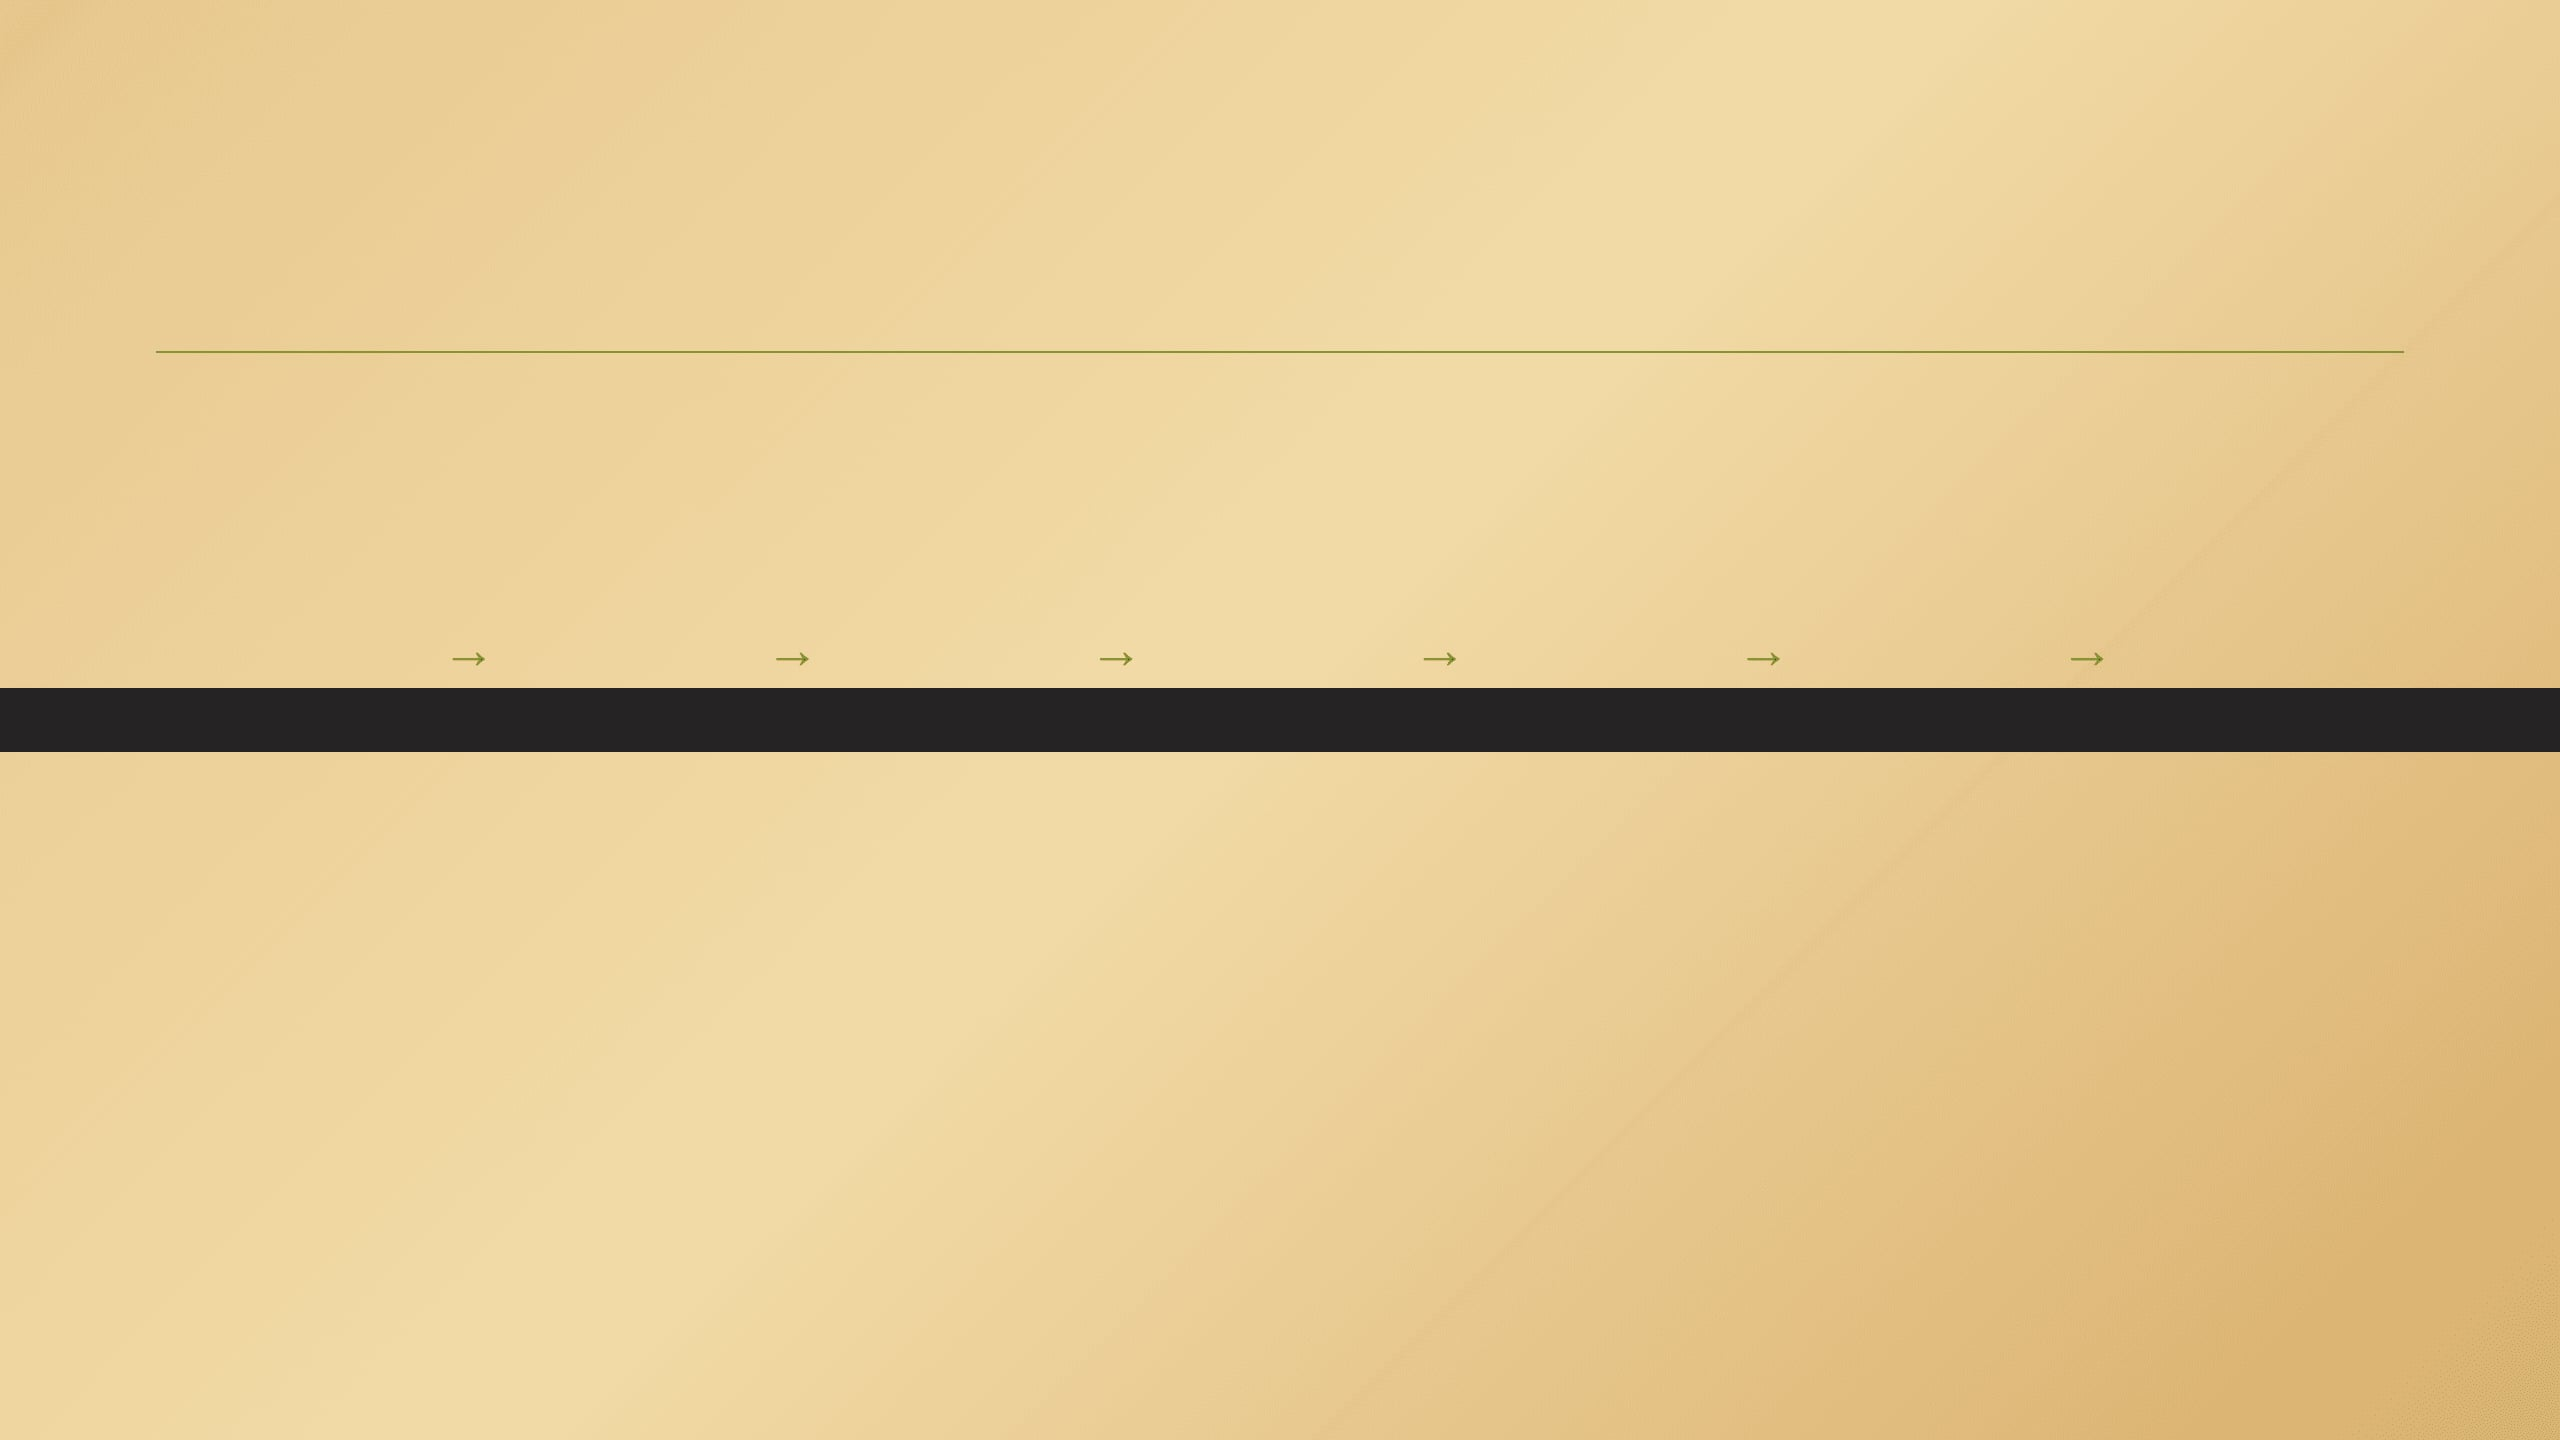 → → → → → →